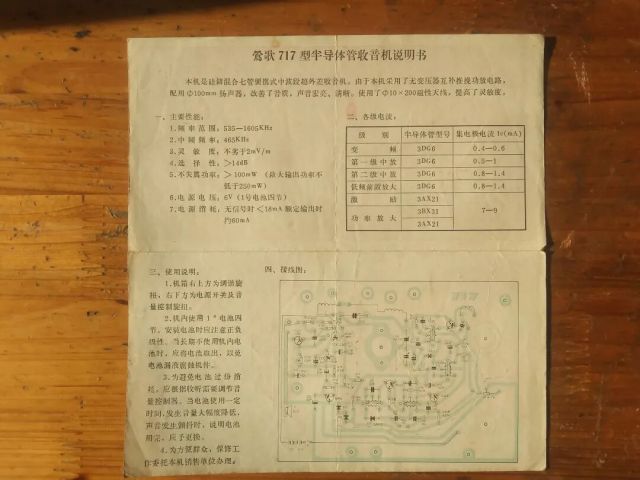 莺歌717型半导体管收音机说明书
本机是硅锗混合七管便携式中波段超外差收音机。由于本机采用了无变压器互补推挽功放电路，
配用Φ100mm扬声器，改善了音质，声音宏亮、清晰。使用了Φ10×200磁性天线，提高了灵敏度。
一、主要性能：
1.频率范围：535—1605KHz
2.中频频率：465KHz
3.灵敏度：不劣于2mV/m
4.选择性：＞14dB
5.不失真功率：＞100mW（最大输出功率不
低于250mW）
6.电源电压：6V（1号电池四节）
7.电源消耗：无信号时＜18mA额定输出时
约60mA
二、各级电流：
级别 半导体管型号 集电极电流Ic(mA)
变频 3DG6 0.4—0.6
第一级中放 3DG6 0.5—1
第二级中放 3DG6 0.8—1.4
低频前置放大 3DG6 0.8—1.4
激励 3AX21
功率放大 3BX21 7—9
3AX21
三、使用说明：
1.机箱右上方为调谐旋
钮，右下方为电源开关及音
量控制旋钮。
2.机内使用1#电池四
节。安装电池时应注意正负
极性。当长期不使用机内电
池时，应将电池取出，以免
电池漏液腐蚀机件。
3.为避免电池过份消
耗，应根据收听需要调节音
量控制器。当电池使用一定
时间，发生音量大幅度降低，
声音发生颤抖时，说明电池
用完，应予更换。
4.为方便群众，保修工
作委托本机销售单位办理。
四、接线图：
717